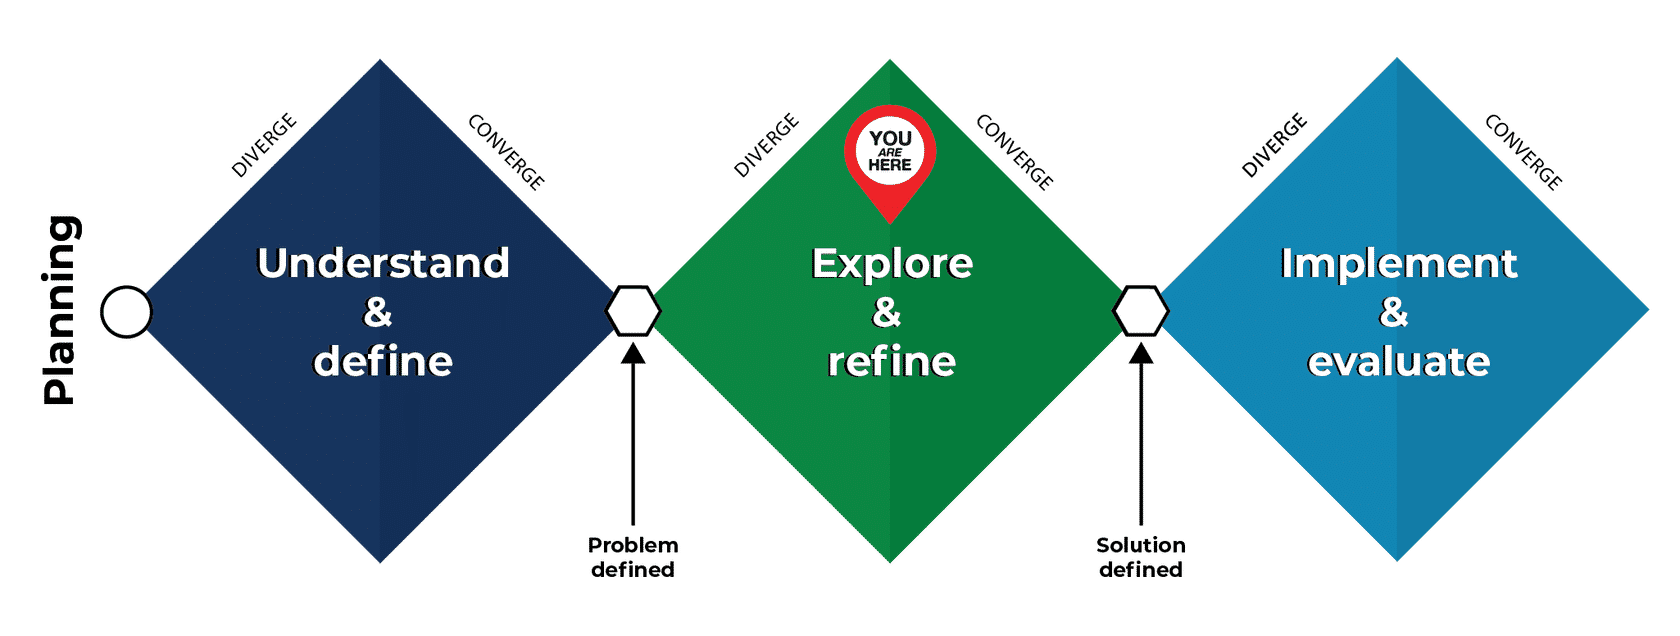 Planning
DIVERGE
CONVERGE
Understand
&
define
Problem
defined
DIVERGE
CONVERGE
YOU
ARE
HERE
Explore
&
refine
Solution
defined
DIVERGE
CONVERGE
Implement
&
evaluate